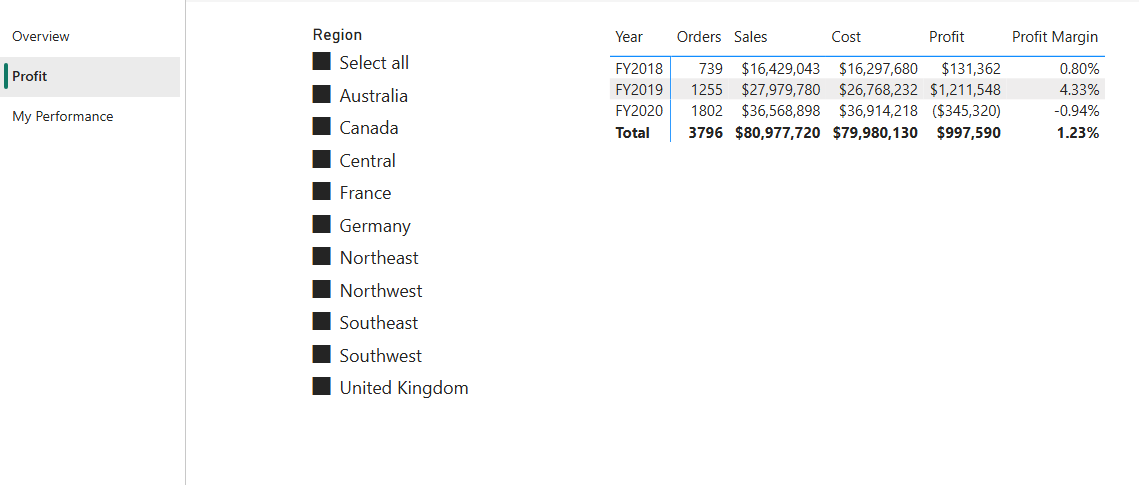 Overview
Profit
My Performance
Region
Select all
Australia
Canada
Central
France
Germany
Northeast
Northwest
Southeast
Southwest
United Kingdom
Year Orders Sales Cost Profit Profit Margin
FY2018 739 $16,429,043 $16,297,680 $131,362 0.80%
FY2019 1255 $27,979,780 $26,768,232 $1,211,548 4.33%
FY2020 1802 $36,568,898 $36,914,218 ($345,320) -0.94%
Total 3796 $80,977,720 $79,980,130 $997,590 1.23%